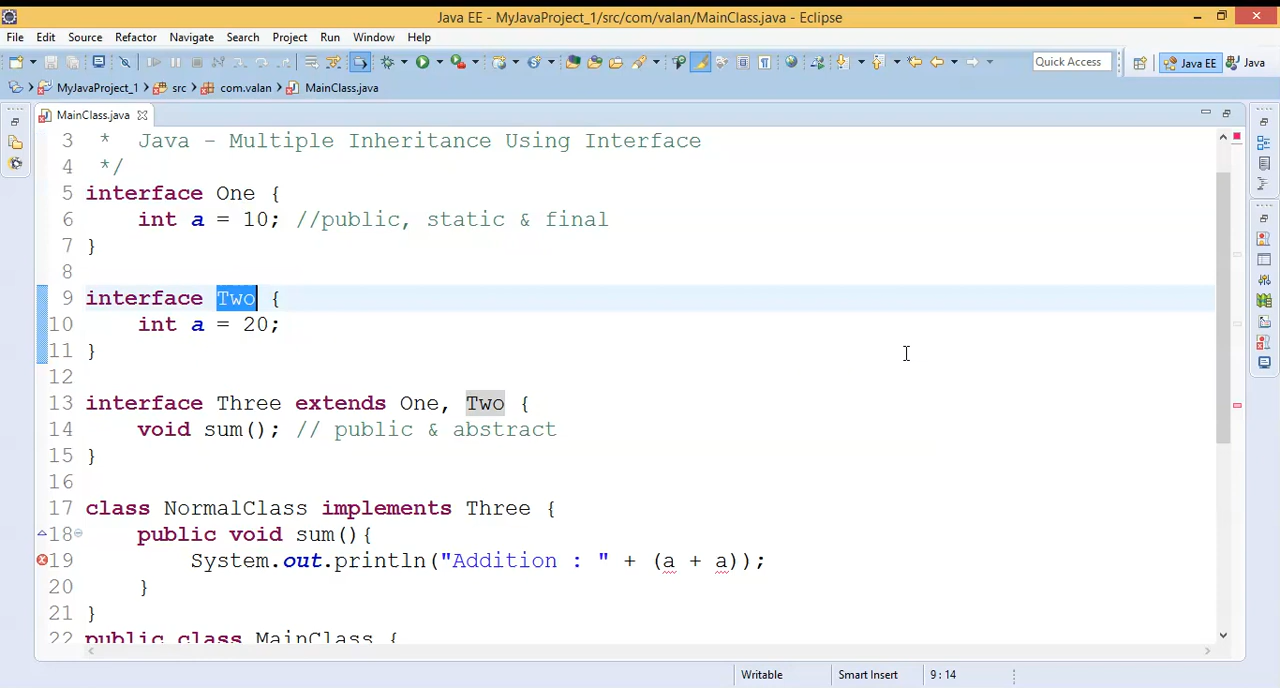 Java EE - MyJavaProject_1/src/com/valan/MainClass.java - Eclipse
File Edit Source Refactor Navigate Search Project Run Window Help
Quick Access
Java EE
Java
MyJavaProject_1
src
com.valan
MainClass.java
MainClass.java
3 * Java - Multiple Inheritance Using Interface
4 */
5 interface One {
6 int a = 10; //public, static & final
7 }
8
9 interface Two {
10 int a = 20;
11 }
12
13 interface Three extends One, Two {
14 void sum(); // public & abstract
15 }
16
17 class NormalClass implements Three {
18 public void sum(){
19 System.out.println("Addition : " + (a + a));
20 }
21 }
22 public class MainClass {
Writable
Smart Insert
9 : 14